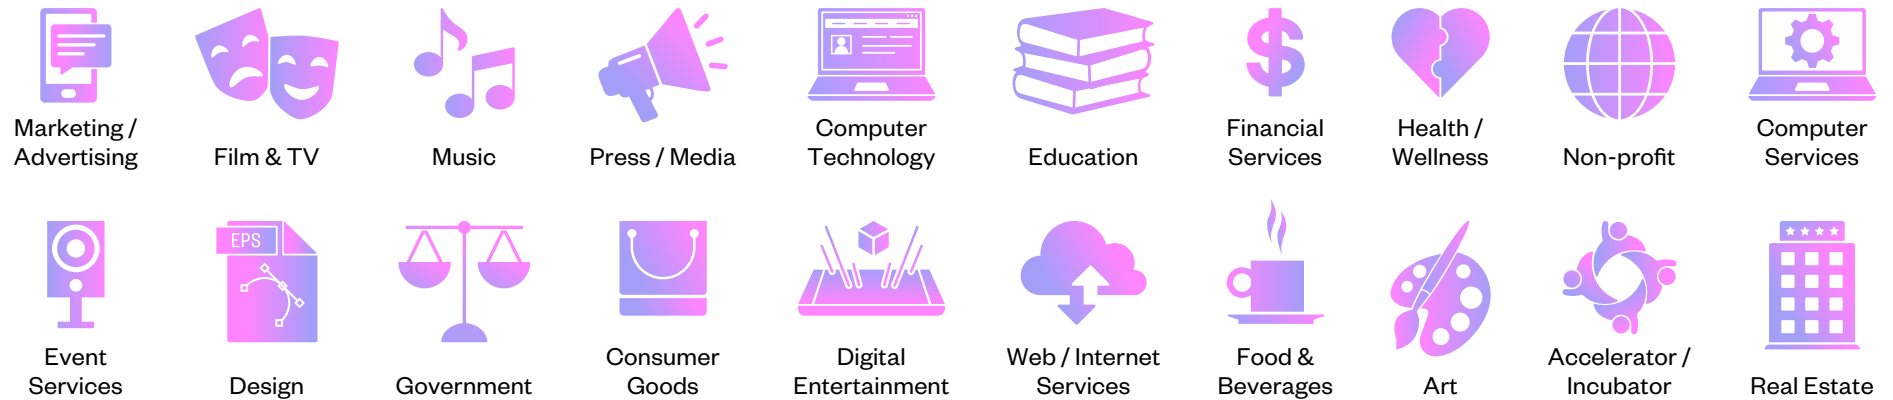 Marketing /
Advertising
Film & TV
Music
Press / Media
Computer
Technology
Education
Financial
Services
Health /
Wellness
Non-profit
Computer
Services
EPS
Event
Services
Design
Government
Consumer
Goods
Digital
Entertainment
Web / Internet
Services
Food &
Beverages
Art
Accelerator /
Incubator
Real Estate